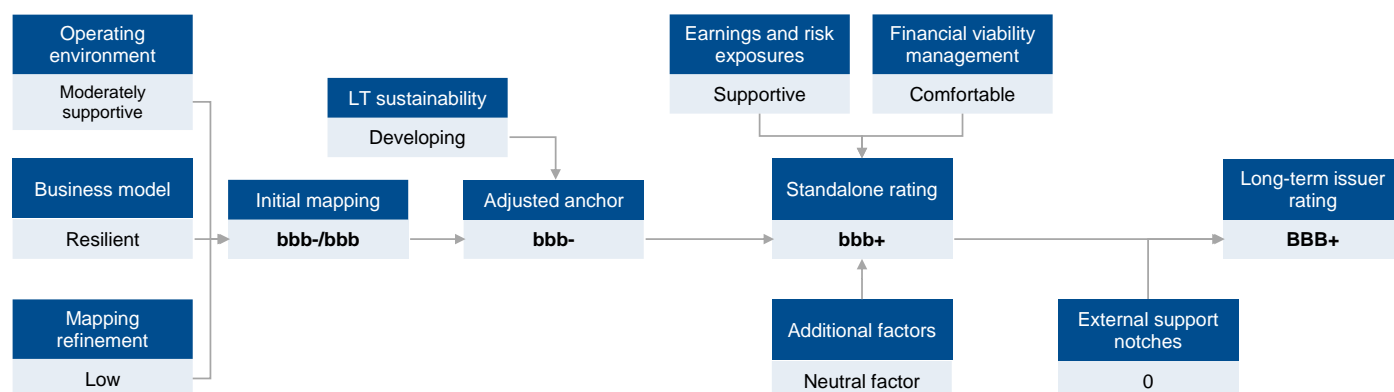 Operating
environment
Moderately
supportive
Business model
Resilient
Mapping
refinement
Low
Initial mapping
bbb-/bbb
LT sustainability
Developing
Adjusted anchor
bbb-
Earnings and risk
exposures
Supportive
Financial viability
management
Comfortable
Standalone rating
bbb+
Additional factors
Neutral factor
External support
notches
0
Long-term issuer
rating
BBB+